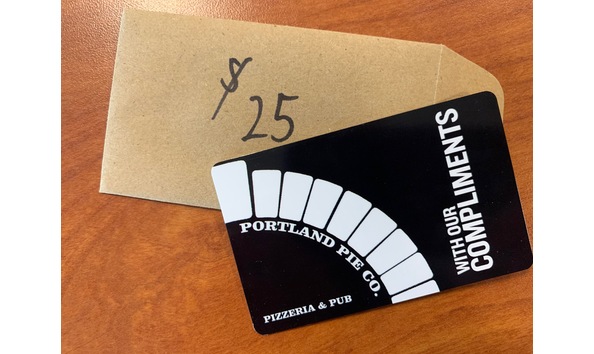 $
25
WITH OUR
COMPLIMENTS
PORTLAND PIE CO.
PIZZERIA & PUB